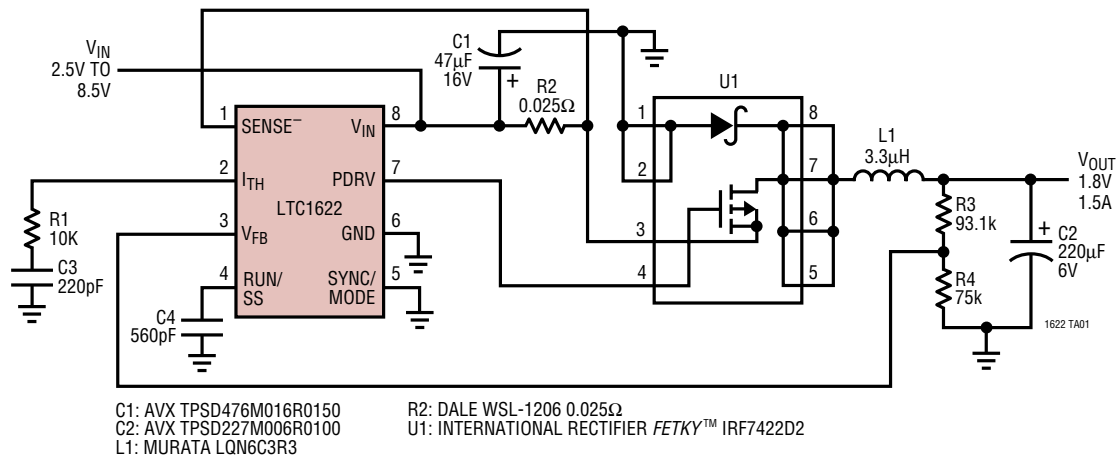 VIN
2.5V TO
8.5V
C1
47µF
16V
+
R2
0.025Ω
U1
1
SENSE–
VIN
8
2
ITH
PDRV
7
LTC1622
3
VFB
GND
6
4
RUN/
SS
SYNC/
MODE
5
R1
10K
C3
220pF
C4
560pF
1
2
3
4
8
7
6
5
L1
3.3µH
VOUT
1.8V
1.5A
R3
93.1k
R4
75k
+
C2
220µF
6V
1622 TA01
C1: AVX TPSD476M016R0150
C2: AVX TPSD227M006R0100
L1: MURATA LQN6C3R3
R2: DALE WSL-1206 0.025Ω
U1: INTERNATIONAL RECTIFIER FETKY™ IRF7422D2